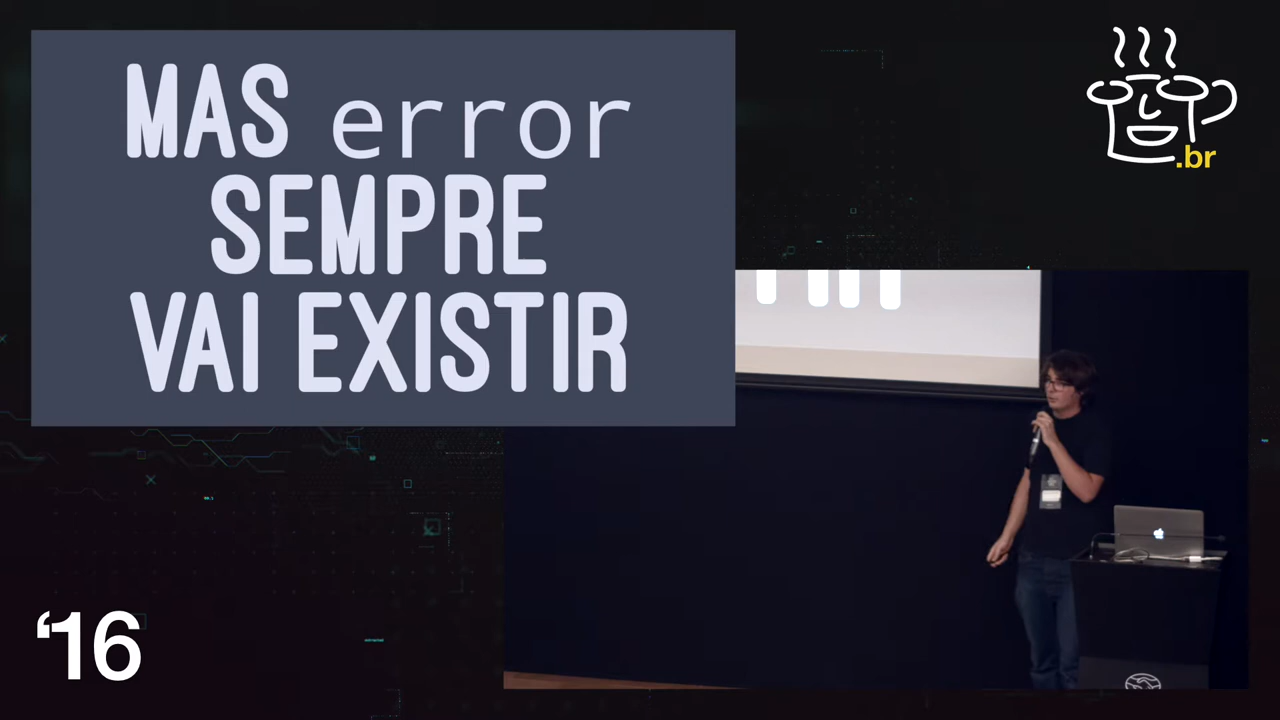 MAS error
SEMPRE
VAI EXISTIR
.br
‘16